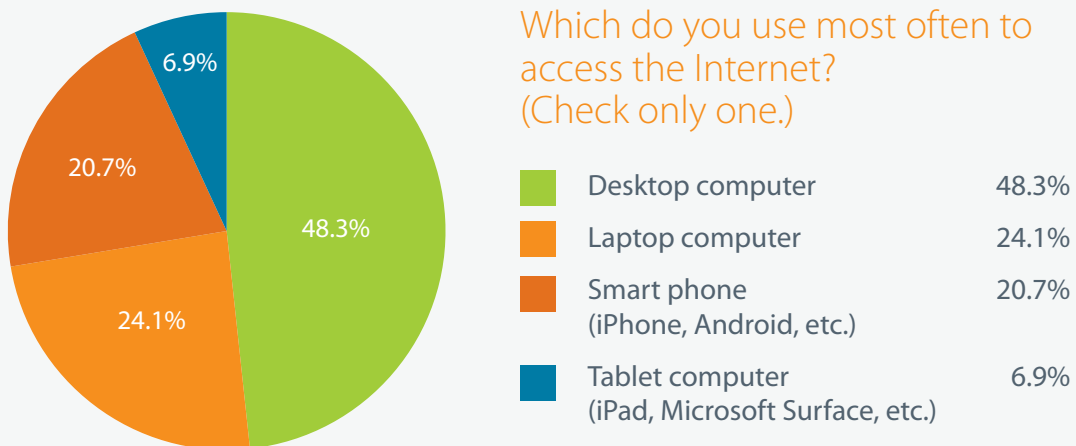 6.9%
20.7%
48.3%
24.1%
Which do you use most often to
access the Internet?
(Check only one.)
Desktop computer 48.3%
Laptop computer 24.1%
Smart phone 20.7%
(iPhone, Android, etc.)
Tablet computer 6.9%
(iPad, Microsoft Surface, etc.)